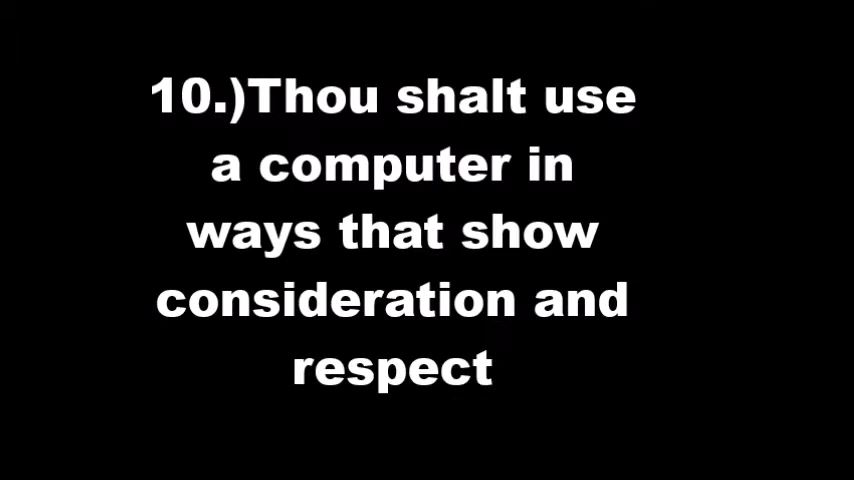 10.)Thou shalt use
a computer in
ways that show
consideration and
respect